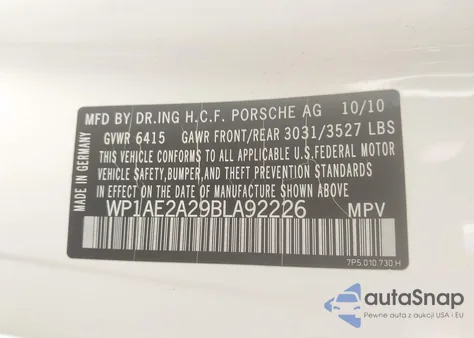 MFD BY DR.ING H.C.F. PORSCHE AG 10/10
GVWR 6415 GAWR FRONT/REAR 3031/3527 LBS
THIS VEHICLE CONFORMS TO ALL APPLICABLE U.S.FEDERAL MOTOR
VEHICLE SAFETY,BUMPER AND THEFT PREVENTION STANDARDS IN
EFFECT ON THE DATE OF MANUFACTURE SHOWN ABOVE.
WP1AE2A29BLA92226 MPV
MADE IN GERMANY
7P5.010.730.H
autoSnap
Pewne auta z aukcji USA i EU